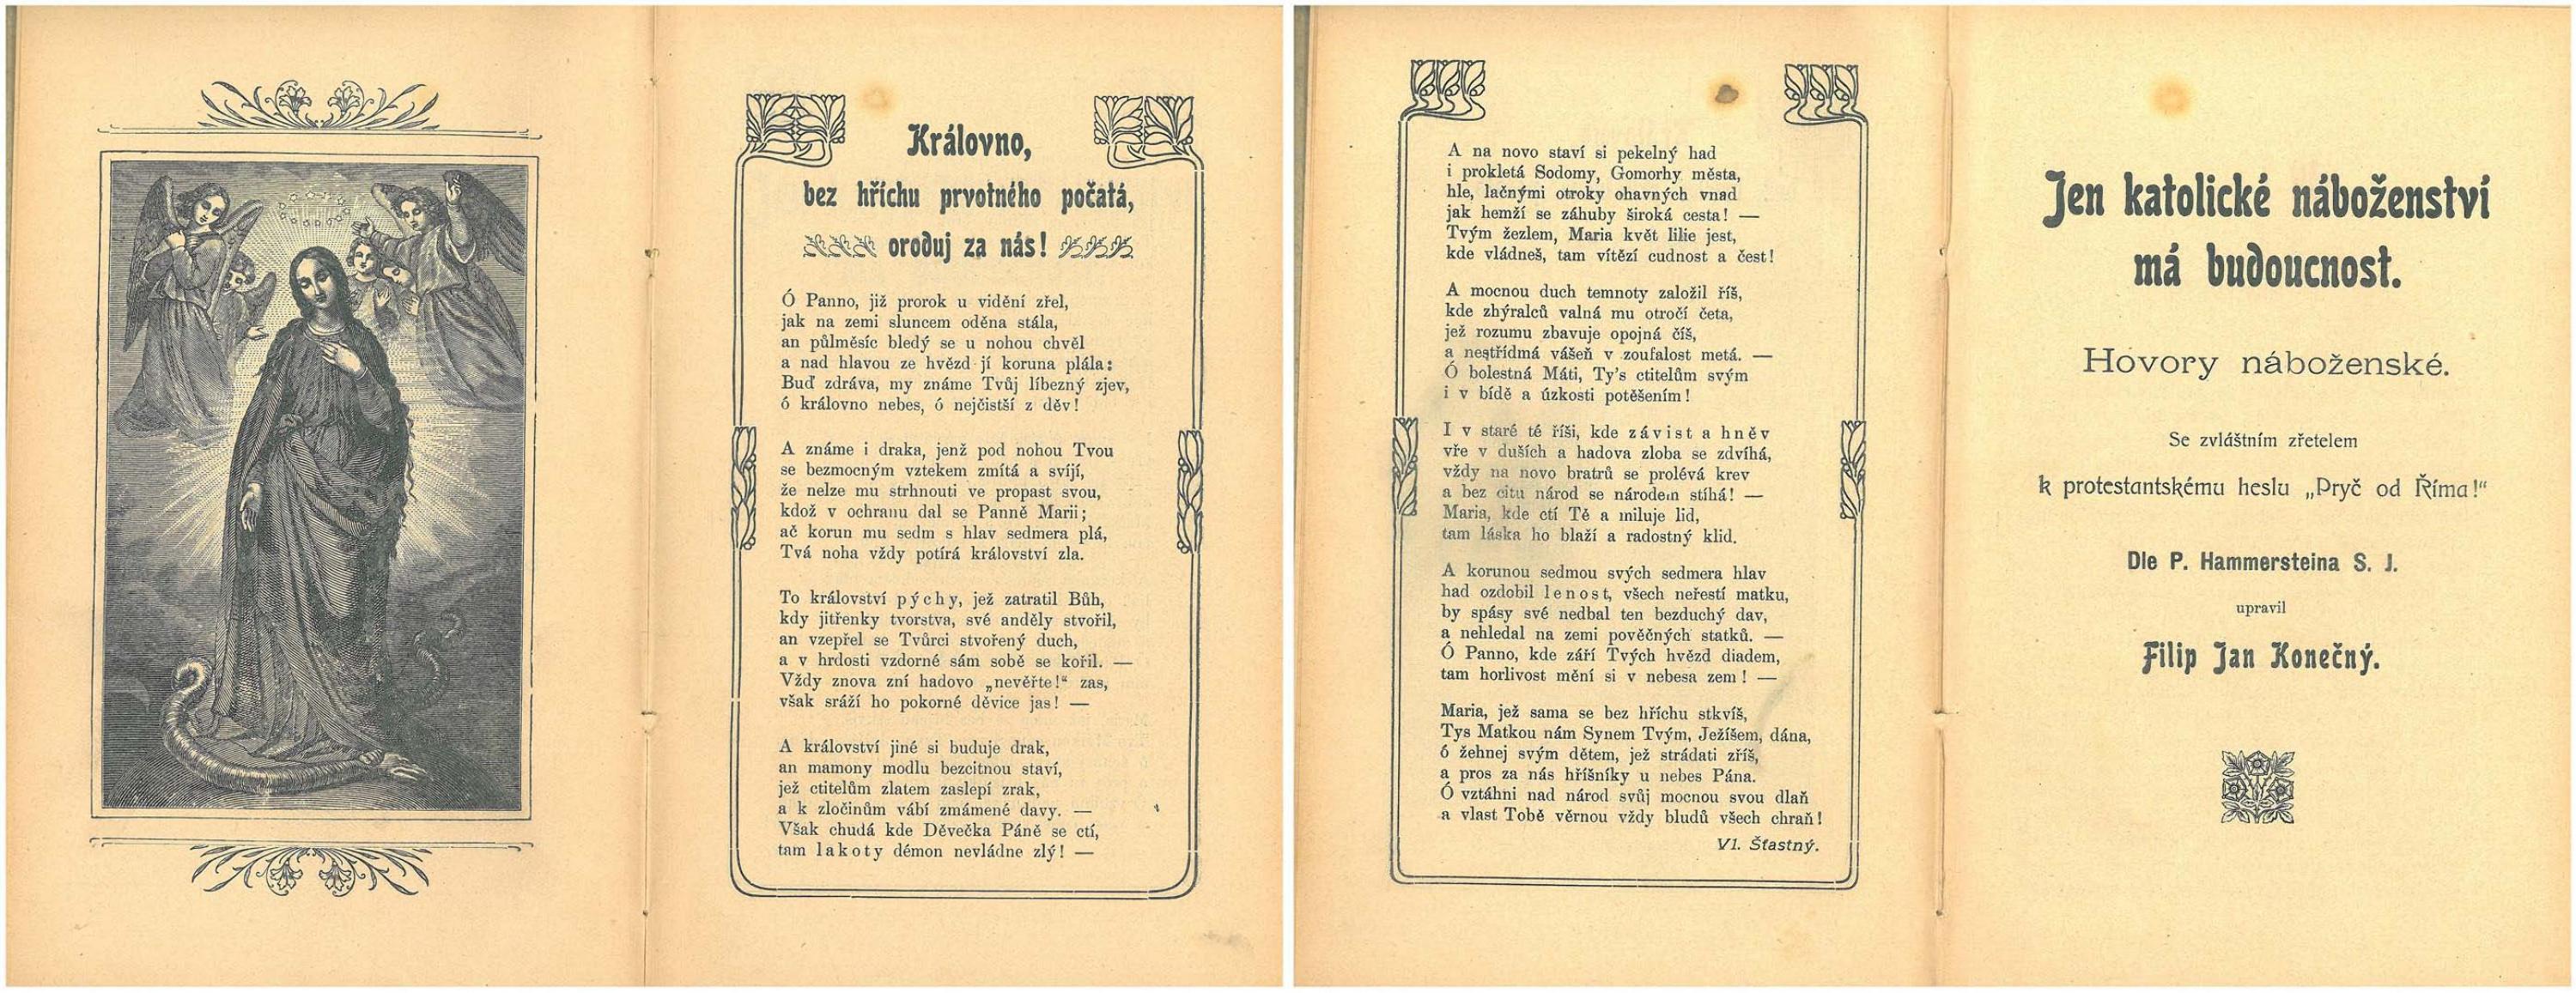 Královno,
bez hříchu prvotného počatá,
oroduj za nás!
Ó Panno, již prorok u vidění zřel,
jak na zemi sluncem oděna stála,
an půlměsíc bledý se u nohou chvěl
a nad hlavou ze hvězd jí koruna plála:
Buď zdráva, my známe Tvůj líbezný zjev,
ó královno nebes, ó nejčistší z děv!
A známe i draka, jenž pod nohou Tvou
se bezmocným vztekem zmítá a svíjí,
že nelze mu strhnouti ve propast svou,
kdož v ochranu dal se Panně Marii;
ač korun mu sedm s hlav sedmera plá,
Tvá noha vždy potírá království zla.
To království pýchy, jež zatratil Bůh,
kdy jitřenky tvorstva, své anděly stvořil,
an vzepřel se Tvůrci stvořený duch,
a v hrdosti vzdorné sám sobě se kořil. —
Vždy znova zní hadovo „nevěřte!“ zas,
však sráží ho pokorné děvice jas! —
A království jiné si buduje drak,
an mamony modlu bezcitnou staví,
jež ctitelům zlatem zaslepí zrak,
a k zločinům vábí zmámené davy. —
Však chudá kde Děvečka Páně se ctí,
tam lakoty démon nevládne zlý! —
A na novo staví si pekelný had
i prokletá Sodomy, Gomorhy města,
hle, lačnými otroky ohavných vnad
jak hemží se záhuby široká cesta! —
Tvým žezlem, Maria květ lilie jest,
kde vládneš, tam vítězí cudnost a čest!
A mocnou duch temnoty založil říš,
kde zhýralců valná mu otročí četa,
jež rozumu zbavuje opojná číš,
a nestřídmá vášeň v zoufalost metá. —
Ó bolestná Máti, Ty's ctitelům svým
i v bídě a úzkosti potěšením!
I v staré té říši, kde závist a hněv
vře v duších a hadova zloba se zdvíhá,
vždy na novo bratrů se prolévá krev
a bez citu národ se národem stíhá! —
Maria, kde ctí Tě a miluje lid,
tam láska ho blaží a radostný klid.
A korunou sedmou svých sedmera hlav
had ozdobil lenost, všech neřestí matku,
by spásy své nedbal ten bezduchý dav,
a nehledal na zemi povĕčných statků. —
Ó Panno, kde září Tvých hvězd diadem,
tam horlivost mění si v nebesa zem! —
Maria, jež sama se bez hříchu stkvíš,
Tys Matkou nám Synem Tvým, Ježíšem, dána,
ó žehnej svým dětem, jež strádati zříš,
a pros za nás hříšníky u nebes Pána.
Ó vztáhni nad národ svůj mocnou svou dlaň
a vlast Tobě věrnou vždy bludů všech chraň!
Vl. Šťastný.
Jen katolické náboženství
má budoucnost.
Hovory náboženské.
Se zvláštním zřetelem
k protestantskému heslu „Pryč od Říma!“
Dle P. Hammersteina S. J.
upravil
Filip Jan Konečný.